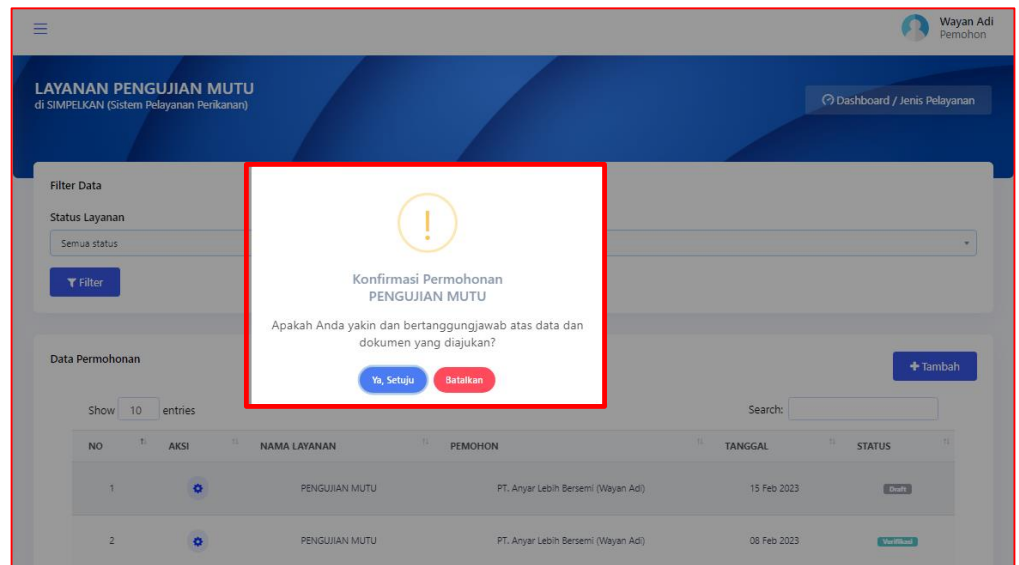 Wayan Adi
Pemohon
LAYANAN PENGUJIAN MUTU
di SIMPELKAN (Sistem Pelayanan Perikanan)
Dashboard / Jenis Pelayanan
Filter Data
Status Layanan
Semua status
Filter
!
Konfirmasi Permohonan
PENGUJIAN MUTU
Apakah Anda yakin dan bertanggungjawab atas data dan
dokumen yang diajukan?
Ya, Setuju Batalkan
Data Permohonan
+ Tambah
Show 10 entries Search:
NO AKSI NAMA LAYANAN PEMOHON TANGGAL STATUS
1 PENGUJIAN MUTU PT. Anyar Lebih Bersemi (Wayan Adi) 15 Feb 2023 Draft
2 PENGUJIAN MUTU PT. Anyar Lebih Bersemi (Wayan Adi) 08 Feb 2023 Verifikasi